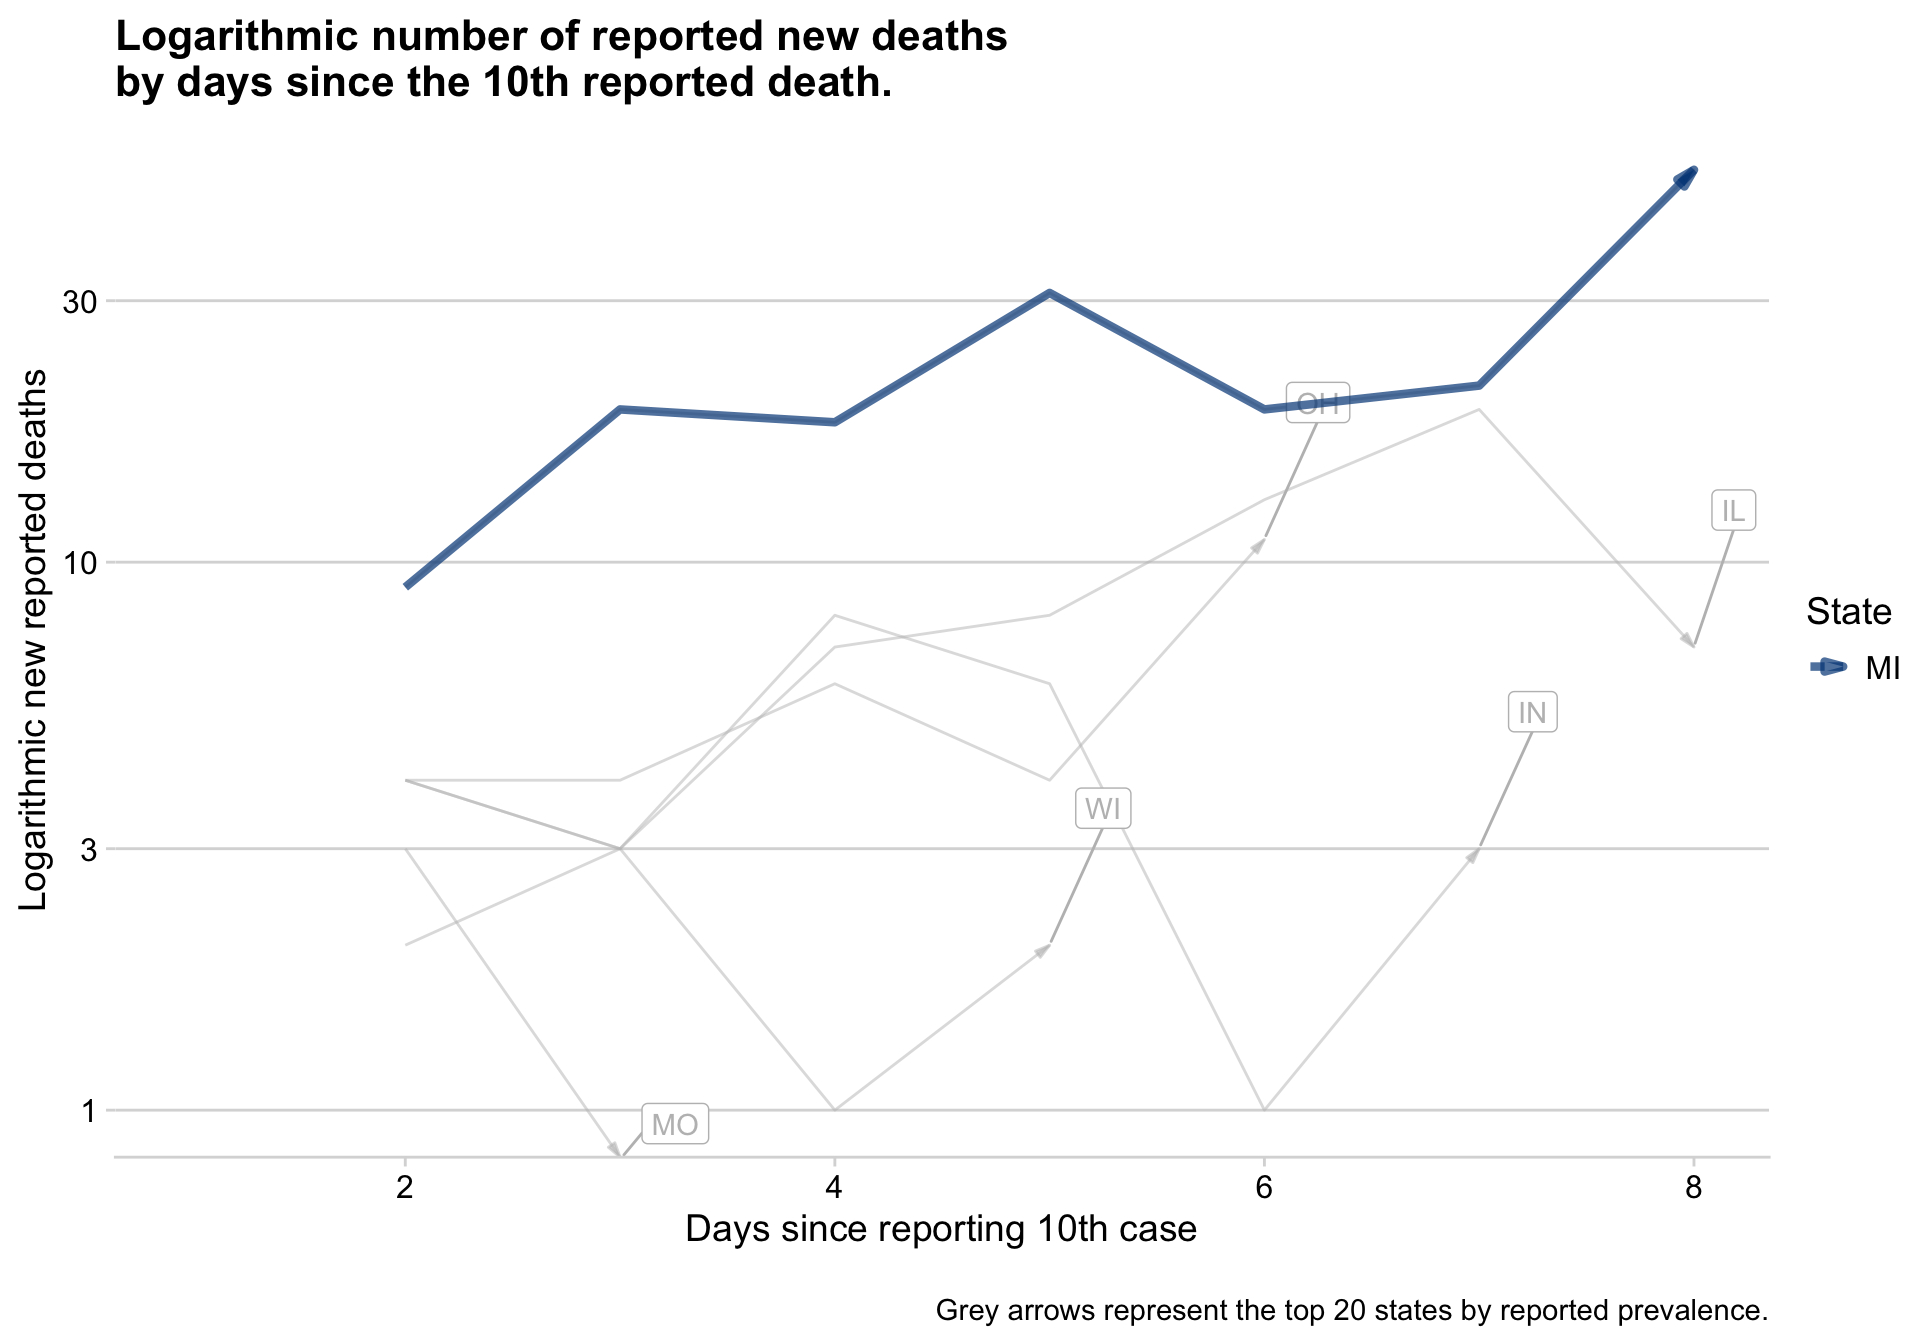 Logarithmic number of reported new deaths
by days since the 10th reported death.
Logarithmic new reported deaths
30
10
3
1
OH
IL
IN
WI
MO
State
MI
2 4 6 8
Days since reporting 10th case
Grey arrows represent the top 20 states by reported prevalence.